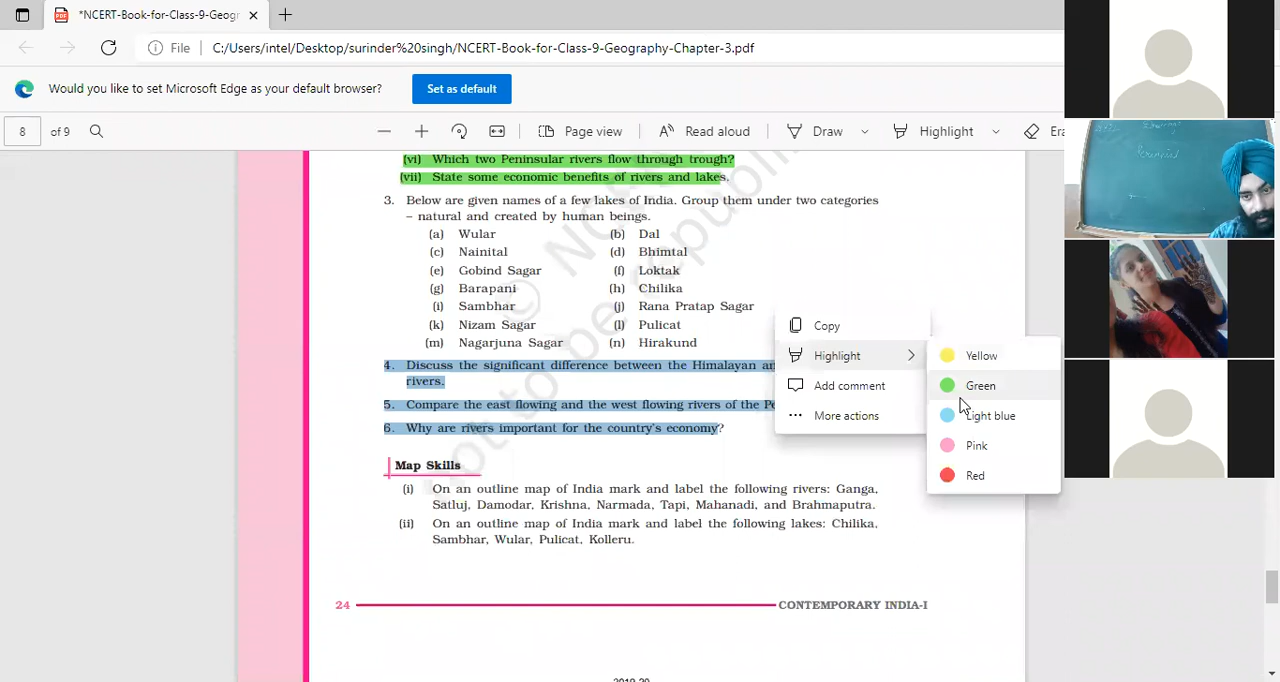 *NCERT-Book-for-Class-9-Geogr
File C:/Users/intel/Desktop/surinder%20singh/NCERT-Book-for-Class-9-Geography-Chapter-3.pdf
Would you like to set Microsoft Edge as your default browser? Set as default
8 of 9 Page view Read aloud Draw Highlight Era
(vi) Which two Peninsular rivers flow through trough?
(vii) State some economic benefits of rivers and lakes.
3. Below are given names of a few lakes of India. Group them under two categories
– natural and created by human beings.
(a) Wular (b) Dal
(c) Nainital (d) Bhimtal
(e) Gobind Sagar (f) Loktak
(g) Barapani (h) Chilika
(i) Sambhar (j) Rana Pratap Sagar
(k) Nizam Sagar (l) Pulicat
(m) Nagarjuna Sagar (n) Hirakund
4. Discuss the significant difference between the Himalayan an
rivers.
5. Compare the east flowing and the west flowing rivers of the Pe
6. Why are rivers important for the country's economy?
Copy
Highlight
Add comment
More actions
Yellow
Green
Light blue
Pink
Red
Map Skills
(i) On an outline map of India mark and label the following rivers: Ganga,
Satluj, Damodar, Krishna, Narmada, Tapi, Mahanadi, and Brahmaputra.
(ii) On an outline map of India mark and label the following lakes: Chilika,
Sambhar, Wular, Pulicat, Kolleru.
24 CONTEMPORARY INDIA-I
2019-20
© N
not to be republi